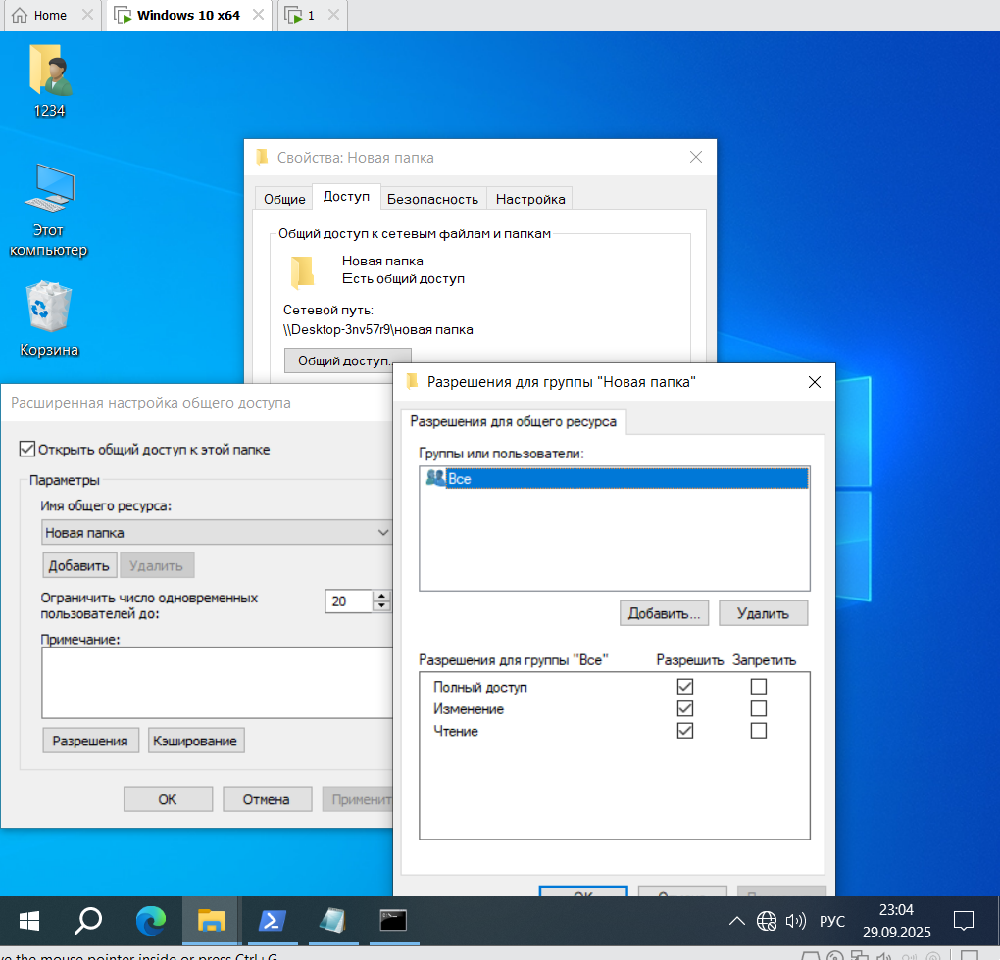 Home
Windows 10 x64
1
1234
Этот
компьютер
Корзина
Свойства: Новая папка
Общие
Доступ
Безопасность
Настройка
Общий доступ к сетевым файлам и папкам
Новая папка
Есть общий доступ
Сетевой путь:
\\Desktop-3nv57r9\новая папка
Общий доступ..
Расширенная настройка общего доступа
Открыть общий доступ к этой папке
Параметры
Имя общего ресурса:
Новая папка
Добавить
Удалить
Ограничить число одновременных
пользователей до:
20
Примечание:
Разрешения
Кэширование
ОК
Отмена
Применит
Разрешения для группы "Новая папка"
Разрешения для общего ресурса
Группы или пользователи:
Все
Добавить...
Удалить
Разрешения для группы "Все"
Разрешить
Запретить
Полный доступ
Изменение
Чтение
ОК
РУС
23:04
29.09.2025
ve the mouse pointer inside or press Ctrl+G.